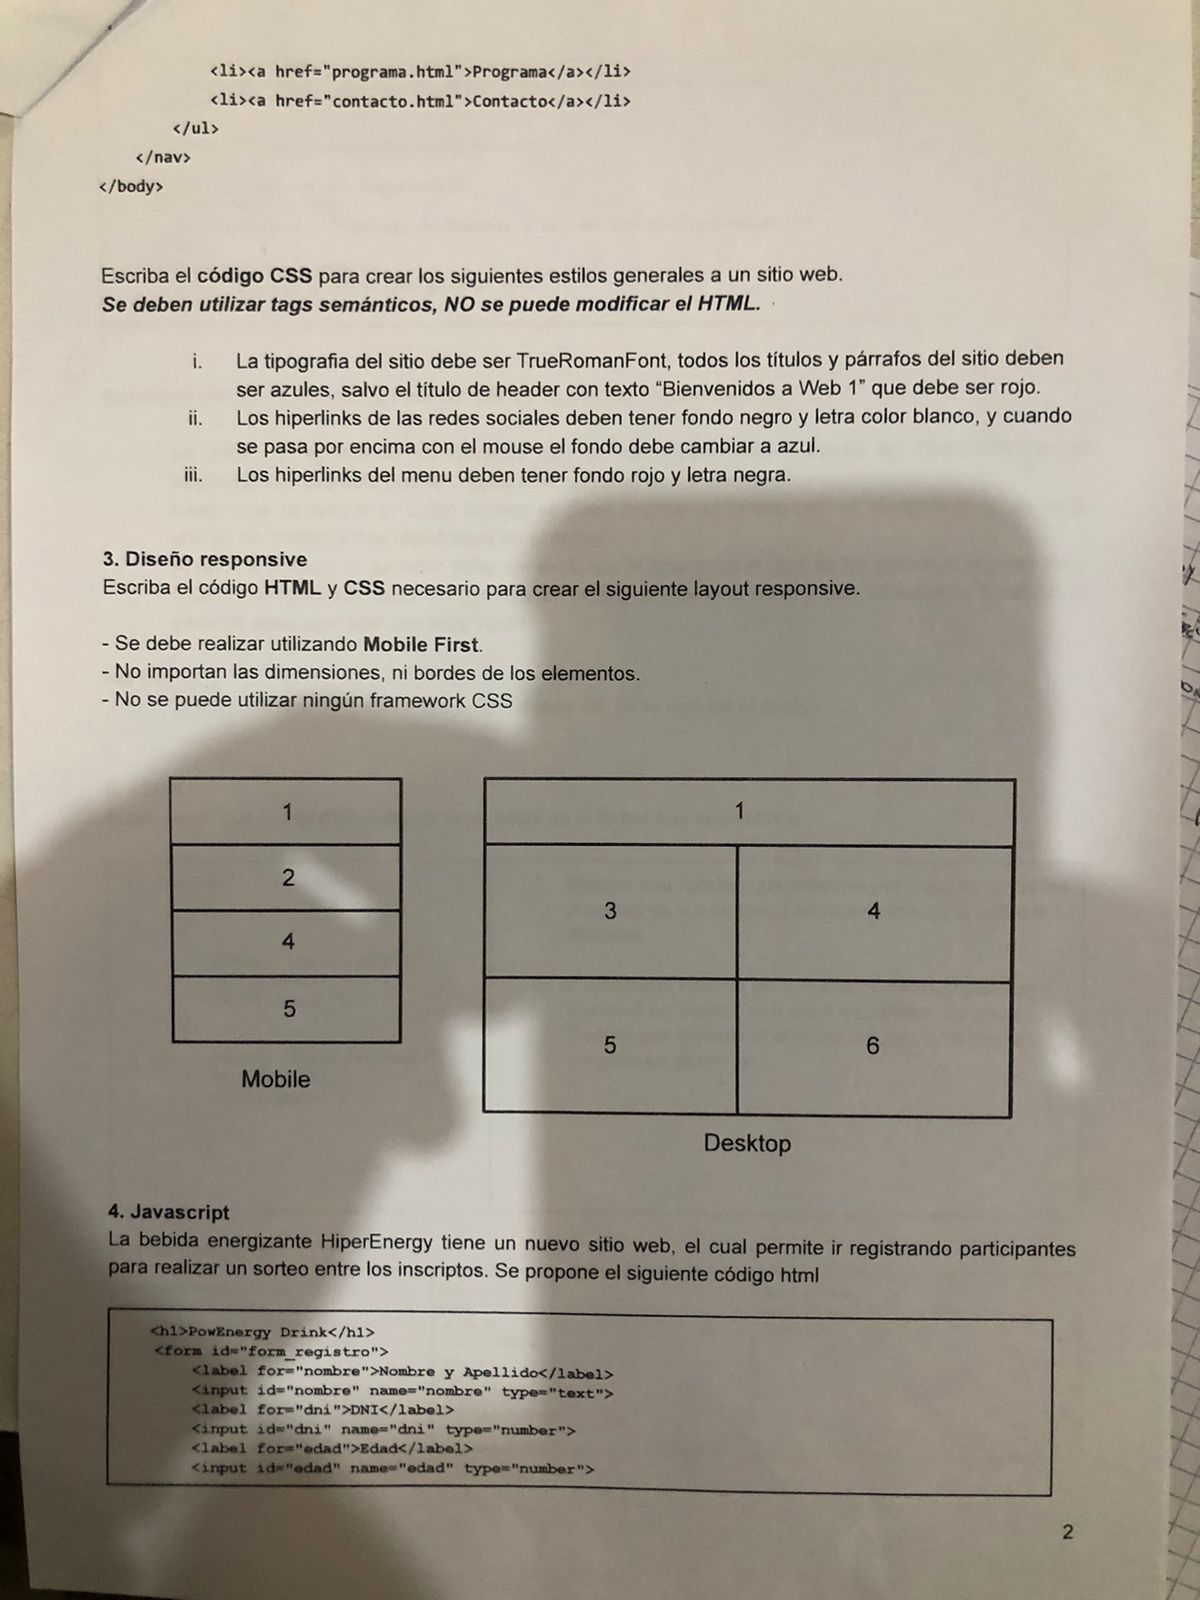 <li><a href="programa.html">Programa</a></li>
<li><a href="contacto.html">Contacto</a></li>
</ul>
</nav>
</body>
Escriba el código CSS para crear los siguientes estilos generales a un sitio web.
Se deben utilizar tags semánticos, NO se puede modificar el HTML.
i. La tipografia del sitio debe ser TrueRomanFont, todos los títulos y párrafos del sitio deben
ser azules, salvo el título de header con texto “Bienvenidos a Web 1” que debe ser rojo.
ii. Los hiperlinks de las redes sociales deben tener fondo negro y letra color blanco, y cuando
se pasa por encima con el mouse el fondo debe cambiar a azul.
iii. Los hiperlinks del menu deben tener fondo rojo y letra negra.
3. Diseño responsive
Escriba el código HTML y CSS necesario para crear el siguiente layout responsive.
- Se debe realizar utilizando Mobile First.
- No importan las dimensiones, ni bordes de los elementos.
- No se puede utilizar ningún framework CSS
1
2
4
5
Mobile
1
3 4
5 6
Desktop
4. Javascript
La bebida energizante HiperEnergy tiene un nuevo sitio web, el cual permite ir registrando participantes
para realizar un sorteo entre los inscriptos. Se propone el siguiente código html
<h1>PowEnergy Drink</h1>
<form id="form_registro">
<label for="nombre">Nombre y Apellido</label>
<input id="nombre" name="nombre" type="text">
<label for="dni">DNI</label>
<input id="dni" name="dni" type="number">
<label for="edad">Edad</label>
<input id="edad" name="edad" type="number">
2